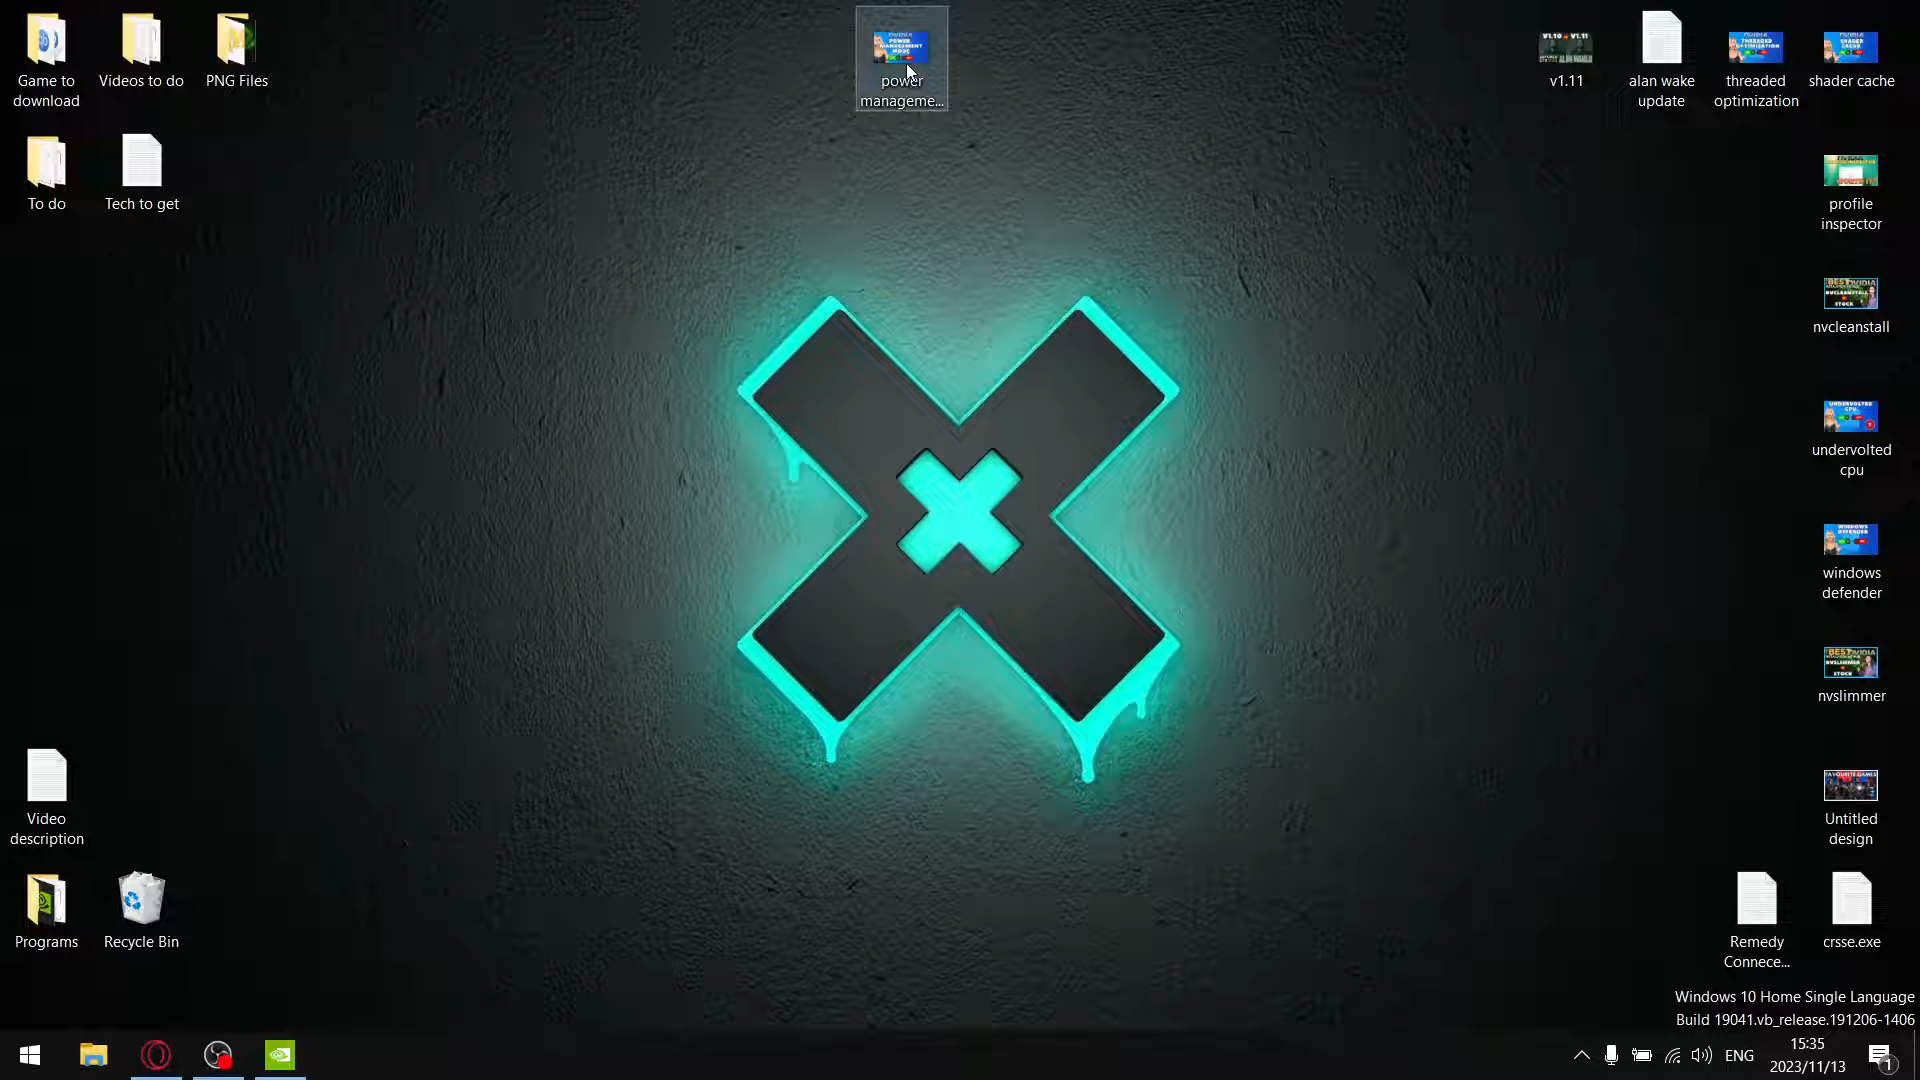 Game to
download
Videos to do
PNG Files
power
manageme...
v1.11
alan wake
update
threaded
optimization
shader cache
To do
Tech to get
profile
inspector
nvcleanstall
undervolted
cpu
windows
defender
nvslimmer
Video
description
Untitled
design
Programs
Recycle Bin
Remedy
Connece...
crsse.exe
Windows 10 Home Single Language
Build 19041.vb_release.191206-1406
ENG
15:35
2023/11/13
1